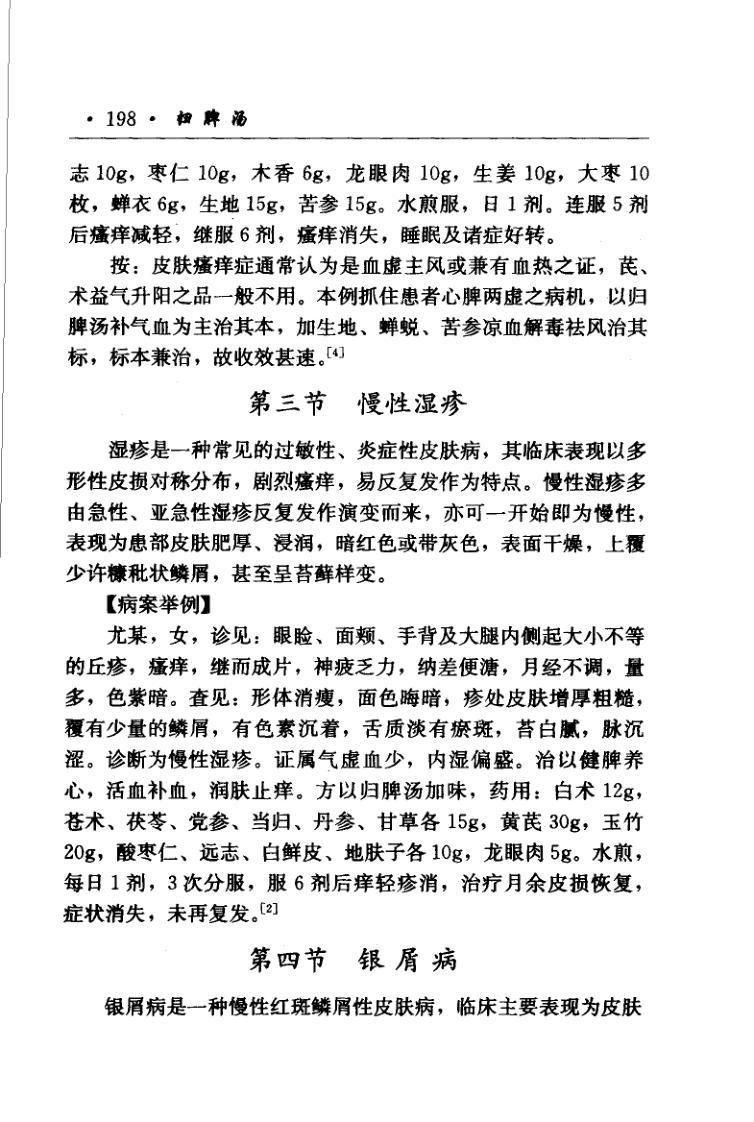 · 198 · 归脾汤
志 10g，枣仁 10g，木香 6g，龙眼肉 10g，生姜 10g，大枣 10
枚，蝉衣 6g，生地 15g，苦参 15g。水煎服，日 1 剂。连服 5 剂
后瘙痒减轻，继服 6 剂，瘙痒消失，睡眠及诸症好转。
按：皮肤瘙痒症通常认为是血虚主风或兼有血热之证，芪、
术益气升阳之品一般不用。本例抓住患者心脾两虚之病机，以归
脾汤补气血为主治其本，加生地、蝉蜕、苦参凉血解毒祛风治其
标，标本兼治，故收效甚速。[4]
第三节 慢性湿疹
湿疹是一种常见的过敏性、炎症性皮肤病，其临床表现以多
形性皮损对称分布，剧烈瘙痒，易反复发作为特点。慢性湿疹多
由急性、亚急性湿疹反复发作演变而来，亦可一开始即为慢性，
表现为患部皮肤肥厚、浸润，暗红色或带灰色，表面干燥，上覆
少许糠秕状鳞屑，甚至呈苔藓样变。
【病案举例】
尤某，女，诊见：眼睑、面颊、手背及大腿内侧起大小不等
的丘疹，瘙痒，继而成片，神疲乏力，纳差便溏，月经不调，量
多，色紫暗。查见：形体消瘦，面色晦暗，疹处皮肤增厚粗糙，
覆有少量的鳞屑，有色素沉着，舌质淡有瘀斑，苔白腻，脉沉
涩。诊断为慢性湿疹。证属气虚血少，内湿偏盛。治以健脾养
心，活血补血，润肤止痒。方以归脾汤加味，药用：白术 12g，
苍术、茯苓、党参、当归、丹参、甘草各 15g，黄芪 30g，玉竹
20g，酸枣仁、远志、白鲜皮、地肤子各 10g，龙眼肉 5g。水煎，
每日 1 剂，3 次分服，服 6 剂后痒轻疹消，治疗月余皮损恢复，
症状消失，未再复发。[2]
第四节 银屑病
银屑病是一种慢性红斑鳞屑性皮肤病，临床主要表现为皮肤